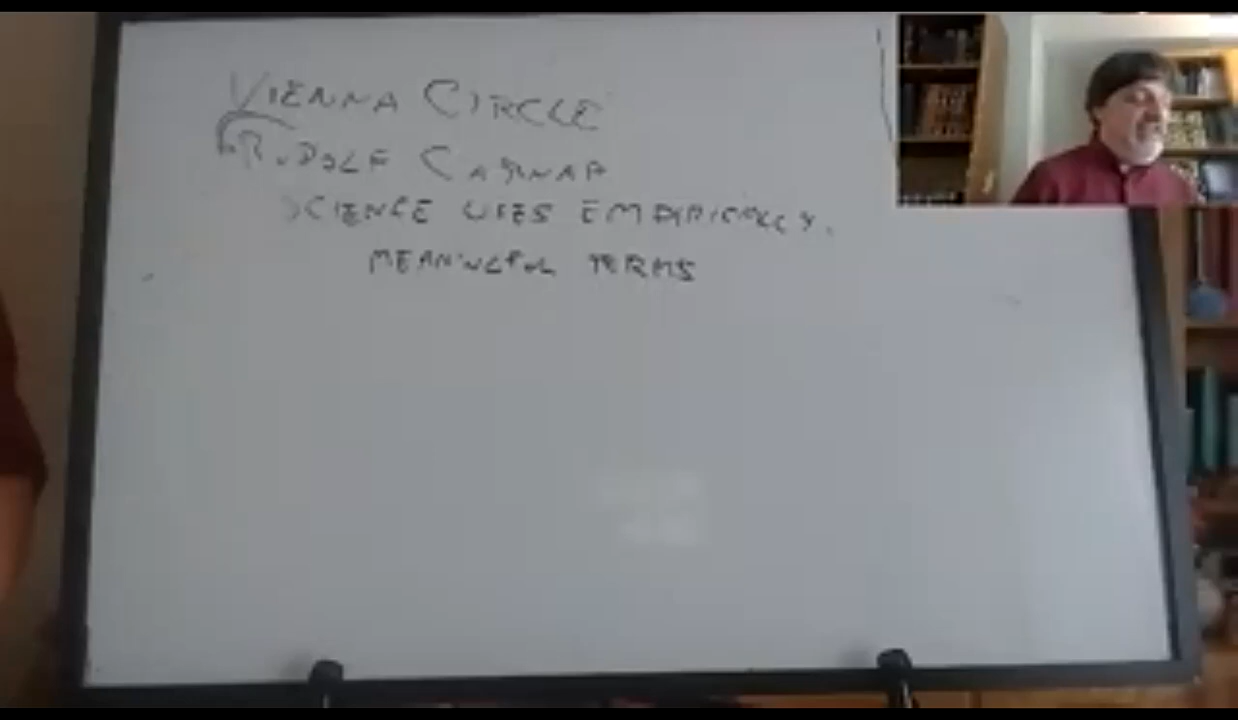 VIENNA CIRCLE
RUDOLF CARNAP
SCIENCE USES EMPIRICALLY
MEANINGFUL TERMS